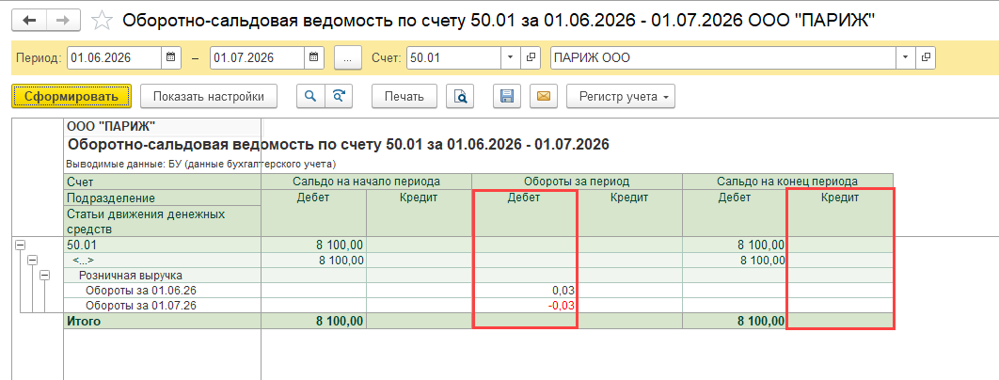 Оборотно-сальдовая ведомость по счету 50.01 за 01.06.2026 - 01.07.2026 ООО "ПАРИЖ"
Период: 01.06.2026 – 01.07.2026 ... Счет: 50.01 ПАРИЖ ООО
Сформировать Показать настройки Печать Регистр учета
ООО "ПАРИЖ"
Оборотно-сальдовая ведомость по счету 50.01 за 01.06.2026 - 01.07.2026
Выводимые данные: БУ (данные бухгалтерского учета)
Счет Сальдо на начало периода Обороты за период Сальдо на конец периода
Подразделение Дебет Кредит Дебет Кредит Дебет Кредит
Статьи движения денежных
средств
50.01 8 100,00 8 100,00
<...> 8 100,00 8 100,00
Розничная выручка
Обороты за 01.06.26 0,03
Обороты за 01.07.26 -0,03
Итого 8 100,00 8 100,00